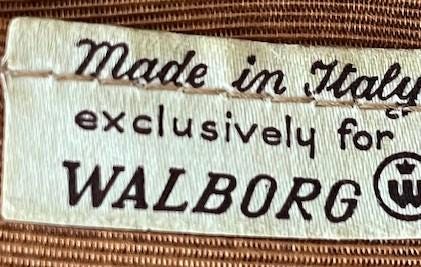 Made in Italy
exclusively for
WALBORG W